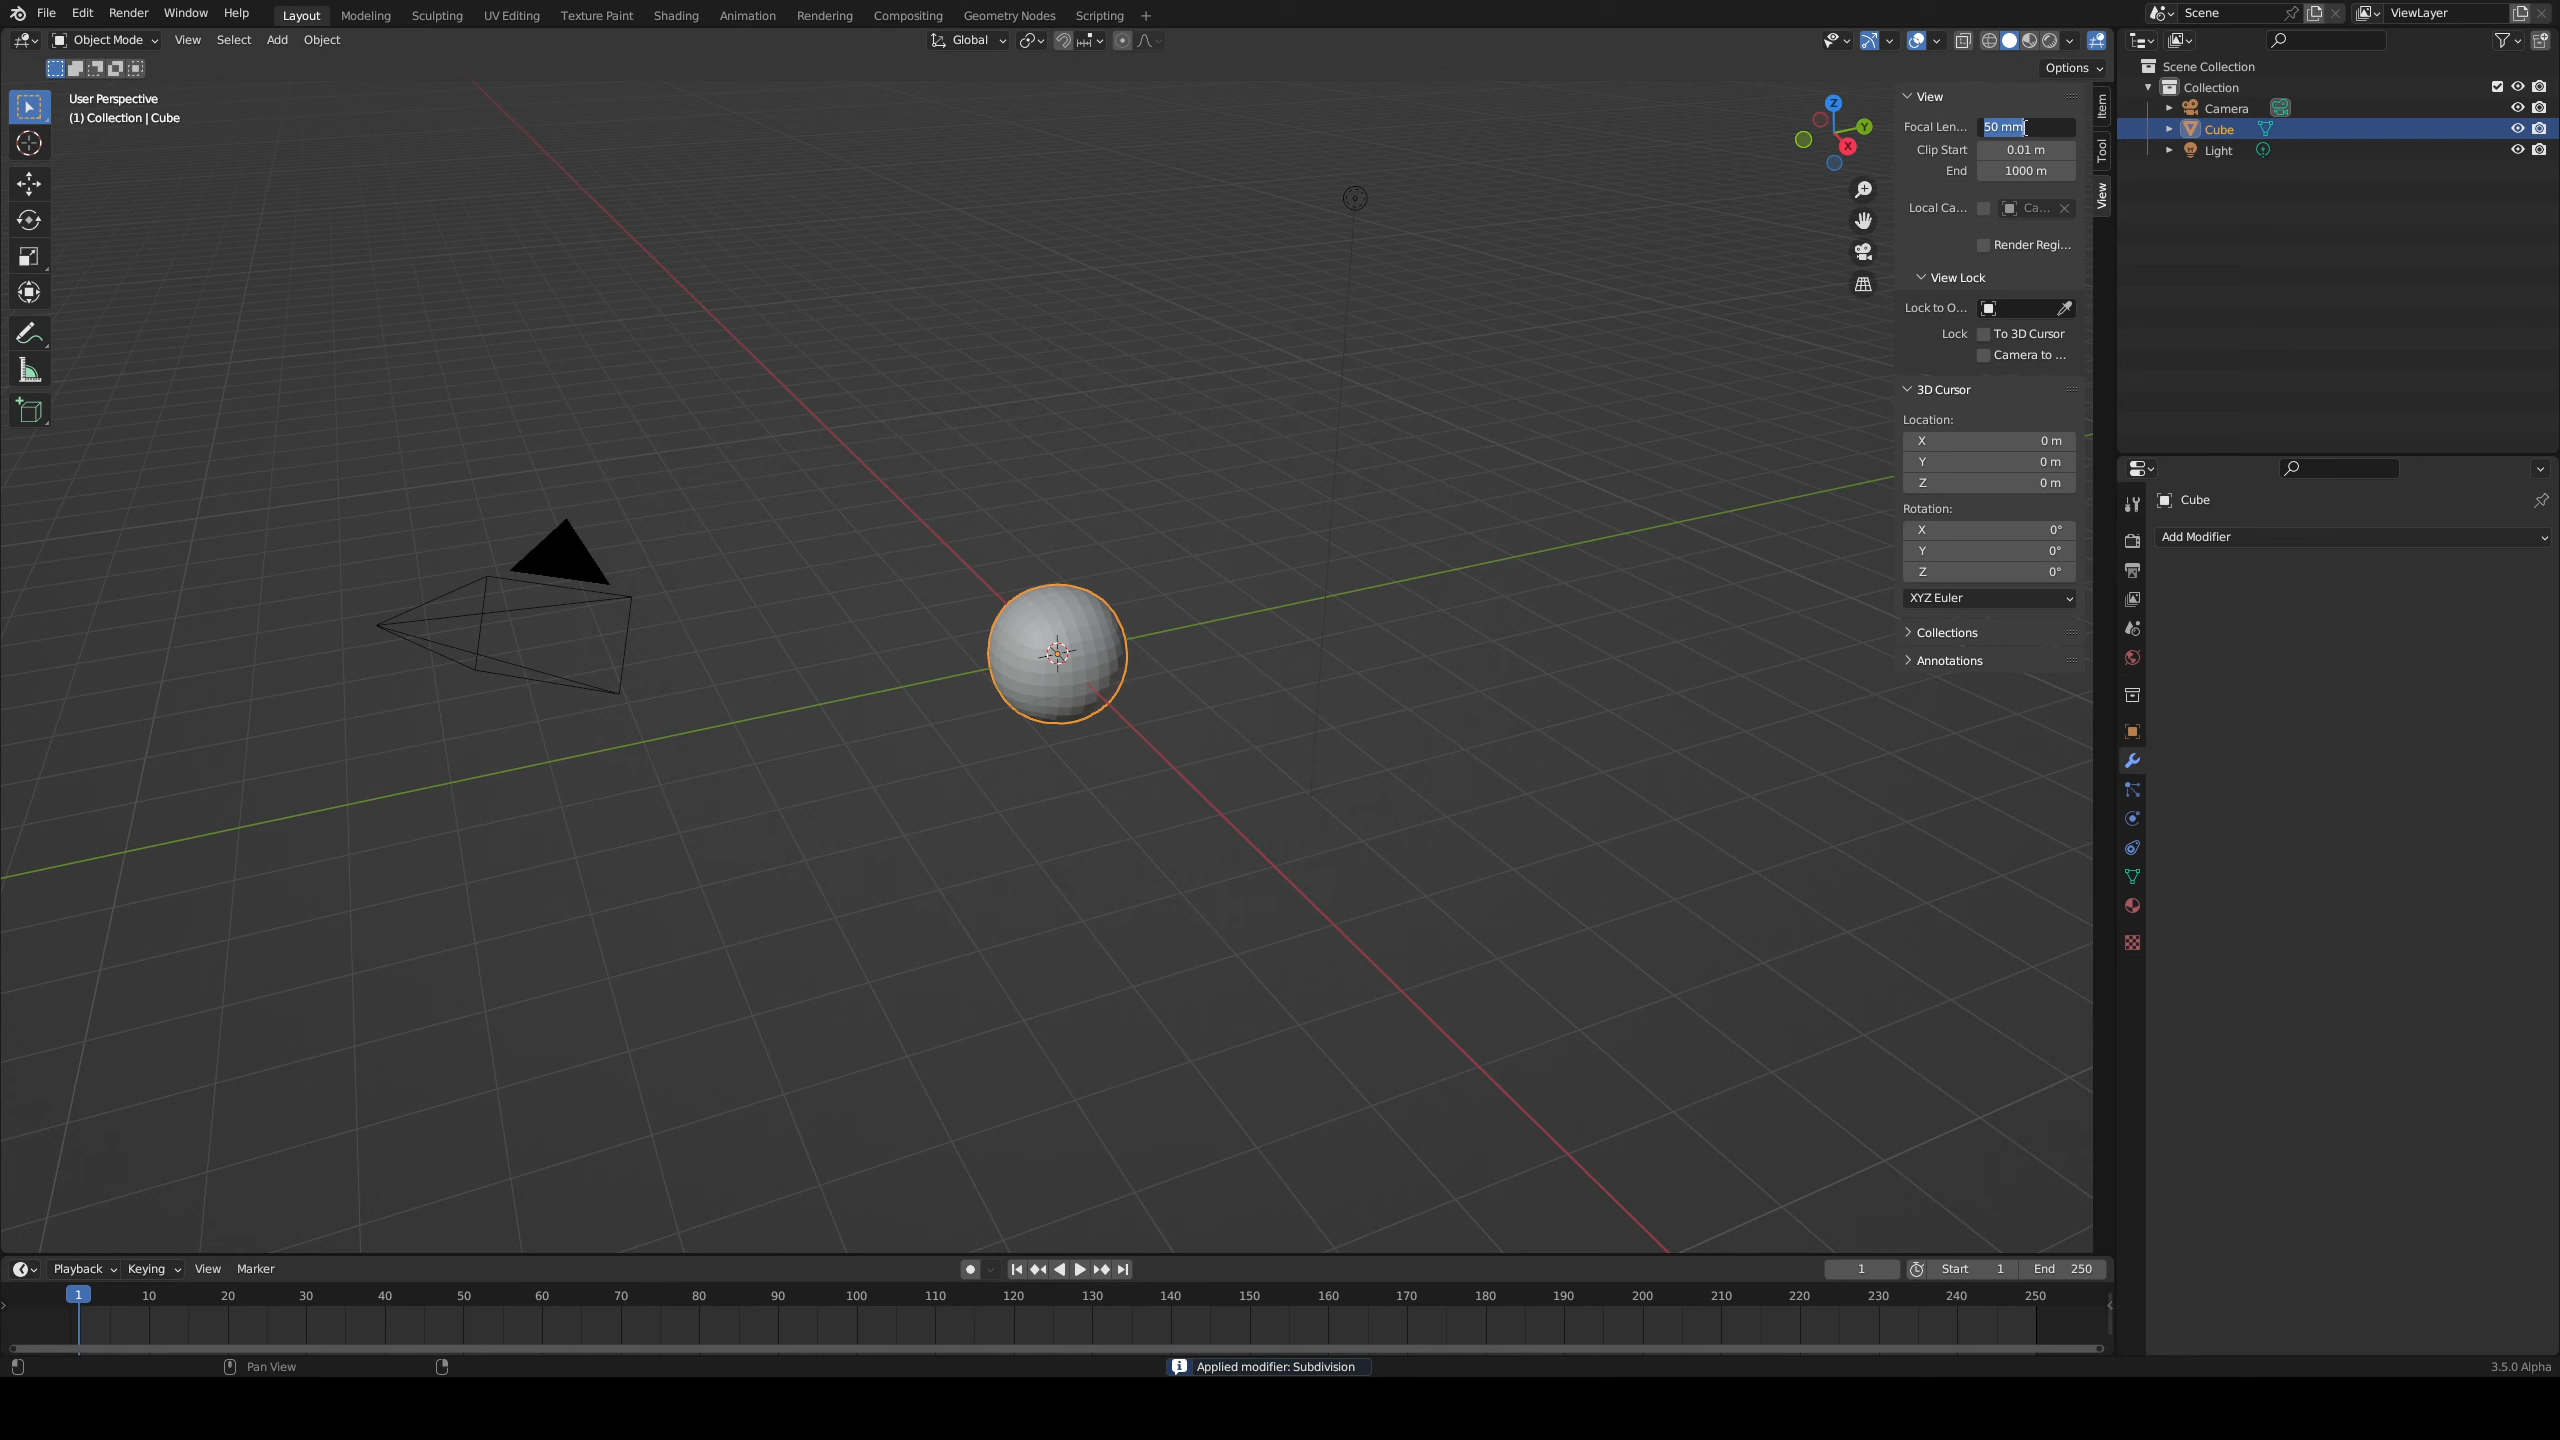 File Edit Render Window Help Layout Modeling Sculpting UV Editing Texture Paint Shading Animation Rendering Compositing Geometry Nodes Scripting + Scene ViewLayer
Object Mode View Select Add Object Global
Options
User Perspective
(1) Collection | Cube
Z
Y
X
View
Focal Len... 50 mm
Clip Start 0.01 m
End 1000 m
Local Ca... Ca...
Render Regi...
View Lock
Lock to O...
Lock To 3D Cursor
Camera to ...
3D Cursor
Location:
X 0 m
Y 0 m
Z 0 m
Rotation:
X 0°
Y 0°
Z 0°
XYZ Euler
Collections
Annotations
Item
Tool
View
Scene Collection
Collection
Camera
Cube
Light
Cube
Add Modifier
Playback Keying View Marker 1 Start 1 End 250
1 10 20 30 40 50 60 70 80 90 100 110 120 130 140 150 160 170 180 190 200 210 220 230 240 250
Pan View Applied modifier: Subdivision 3.5.0 Alpha